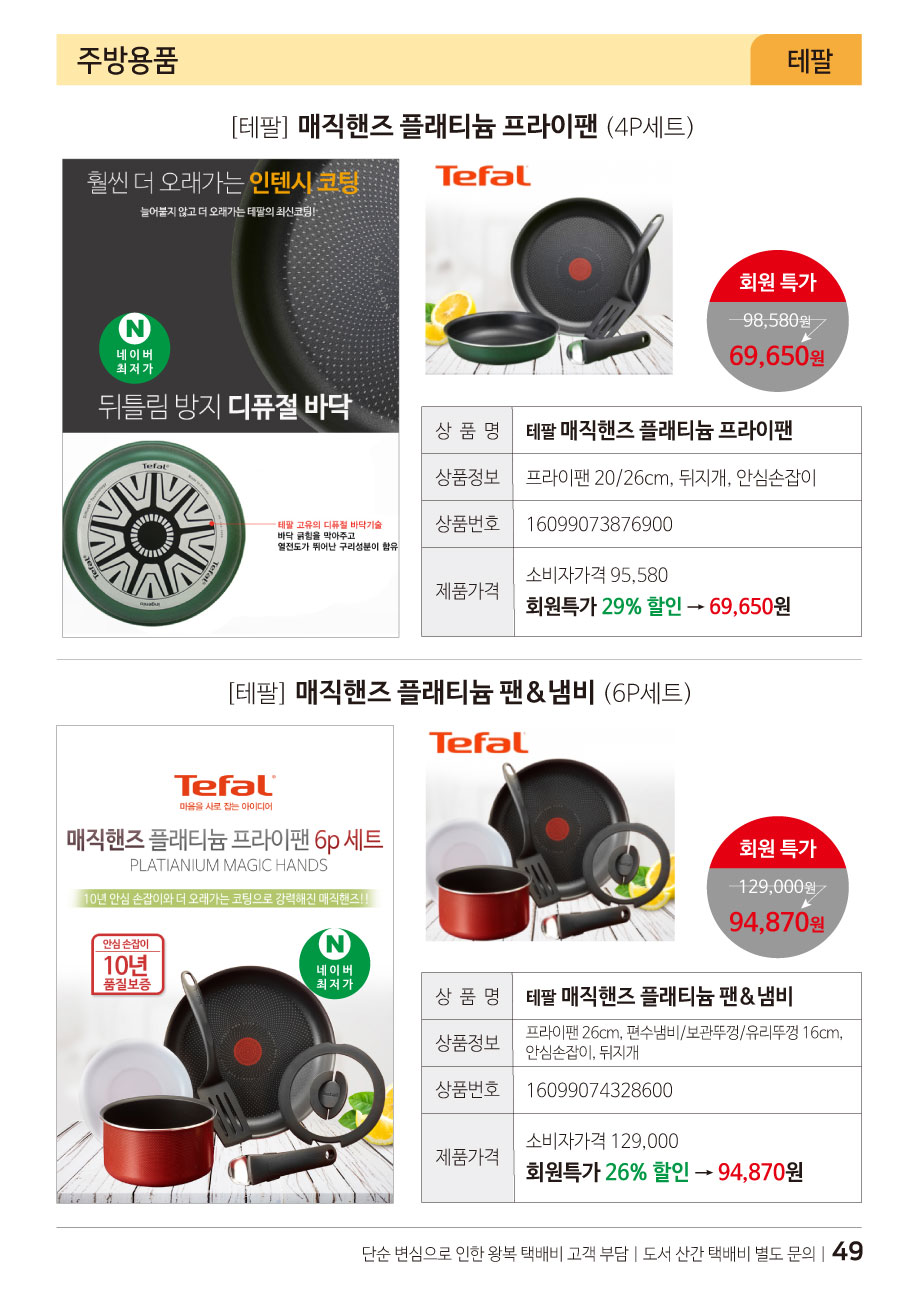 주방용품
테팔
[테팔] 매직핸즈 플래티늄 프라이팬 (4P세트)
훨씬 더 오래가는 인텐시 코팅
늘어붙지 않고 더 오래가는 테팔의 최신코팅!
N
네이버
최저가
뒤틀림 방지 디퓨절 바닥
Tefal
Tefal
Tefal
Ingenio
테팔 고유의 디퓨절 바닥기술
바닥 긁힘을 막아주고
열전도가 뛰어난 구리성분이 함유
Tefal
회원 특가
98,580원
69,650원
상 품 명 테팔 매직핸즈 플래티늄 프라이팬
상품정보 프라이팬 20/26cm, 뒤지개, 안심손잡이
상품번호 16099073876900
제품가격 소비자가격 95,580
회원특가 29% 할인 → 69,650원
[테팔] 매직핸즈 플래티늄 팬&냄비 (6P세트)
Tefal
마음을 사로 잡는 아이디어
매직핸즈 플래티늄 프라이팬 6p 세트
PLATIANIUM MAGIC HANDS
10년 안심 손잡이와 더 오래가는 코팅으로 강력해진 매직핸즈!!
안심 손잡이
10년
품질보증
N
네이버
최저가
Tefal
회원 특가
129,000원
94,870원
상 품 명 테팔 매직핸즈 플래티늄 팬&냄비
상품정보 프라이팬 26cm, 편수냄비/보관뚜껑/유리뚜껑 16cm,
안심손잡이, 뒤지개
상품번호 16099074328600
제품가격 소비자가격 129,000
회원특가 26% 할인 → 94,870원
단순 변심으로 인한 왕복 택배비 고객 부담 | 도서 산간 택배비 별도 문의 | 49